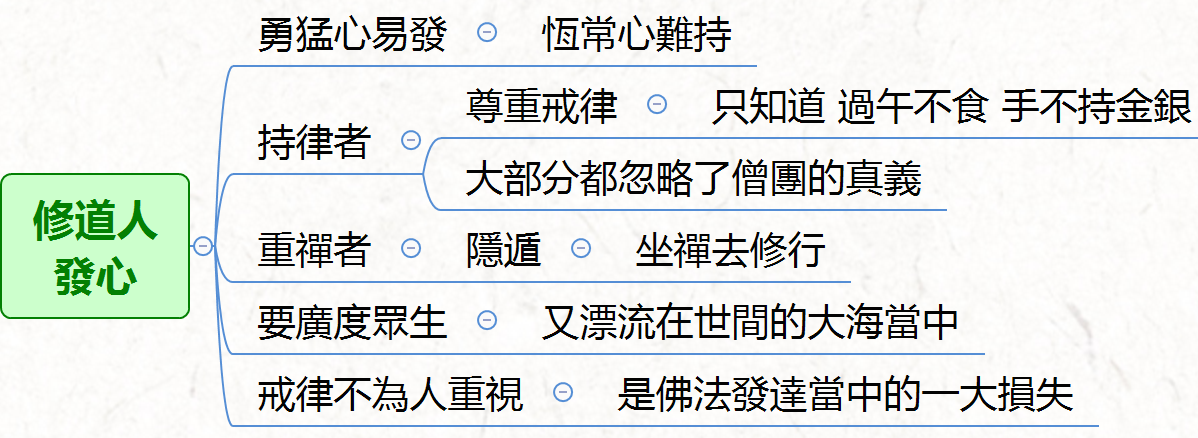 修道人
發心
勇猛心易發 恆常心難持
持律者
尊重戒律 只知道 過午不食 手不持金銀
大部分都忽略了僧團的真義
重禪者 隱遁 坐禪去修行
要廣度眾生 又漂流在世間的大海當中
戒律不為人重視 是佛法發達當中的一大損失